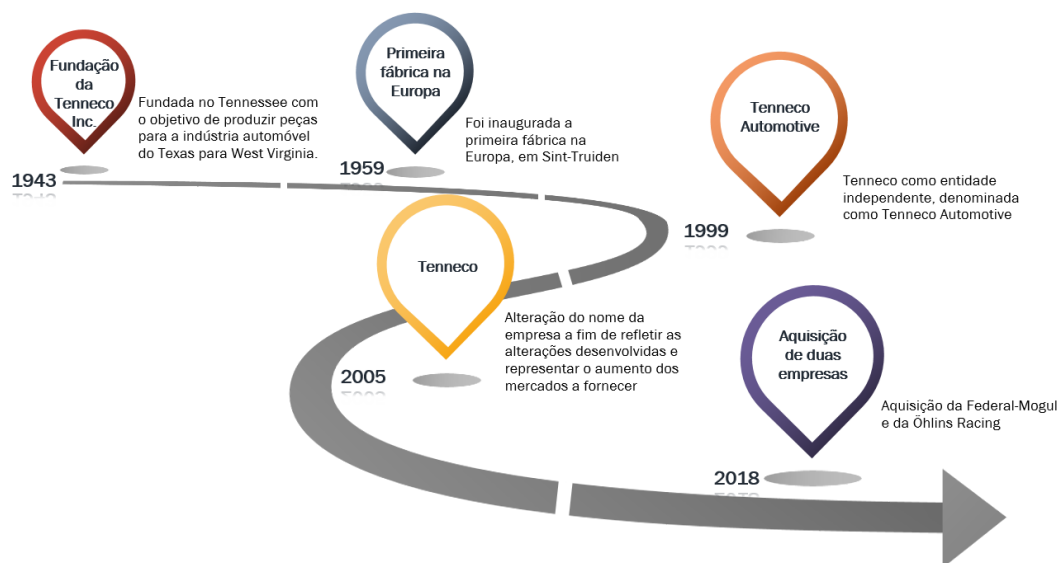 Fundação
da
Tenneco
Inc.
Fundada no Tennessee com
o objetivo de produzir peças
para a indústria automóvel
do Texas para West Virginia.
1943
Primeira
fábrica na
Europa
Foi inaugurada a
primeira fábrica na
Europa, em Sint-Truiden
1959
Tenneco
Automotive
Tenneco como entidade
independente, denominada
como Tenneco Automotive
1999
Tenneco
Alteração do nome da
empresa a fim de refletir as
alterações desenvolvidas e
representar o aumento dos
mercados a fornecer
2005
Aquisição
de duas
empresas
Aquisição da Federal-Mogul
e da Öhlins Racing
2018